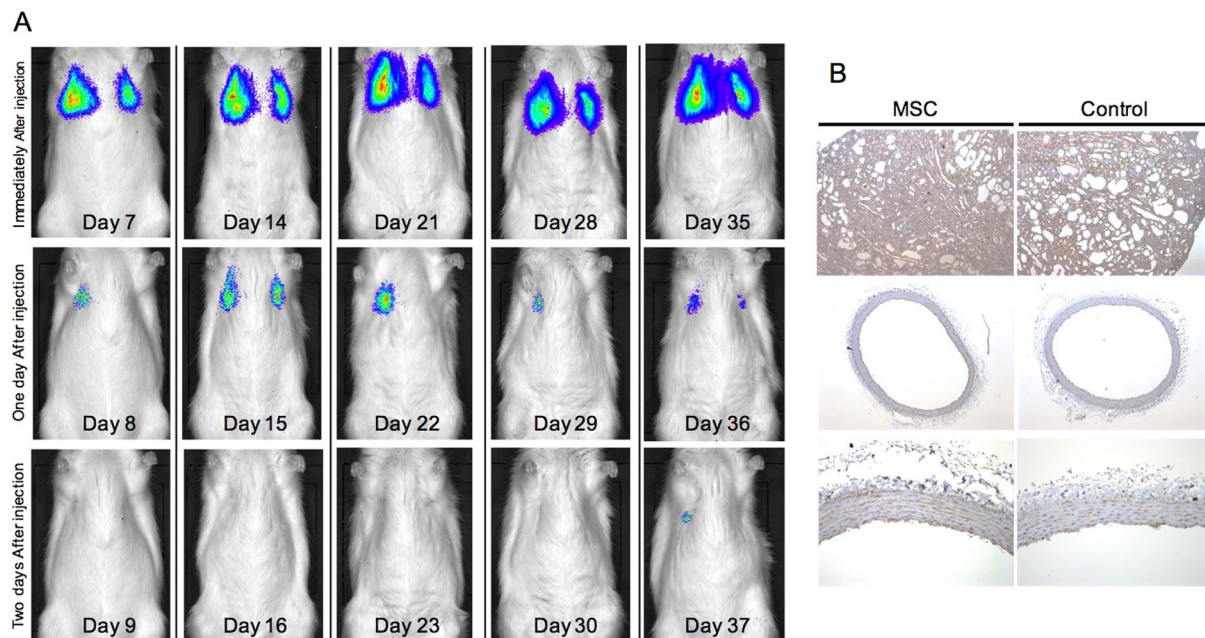 A
Immediately After injection
Day 7
Day 14
Day 21
Day 28
Day 35
One day After injection
Day 8
Day 15
Day 22
Day 29
Day 36
Two days After injection
Day 9
Day 16
Day 23
Day 30
Day 37
B
MSC
Control